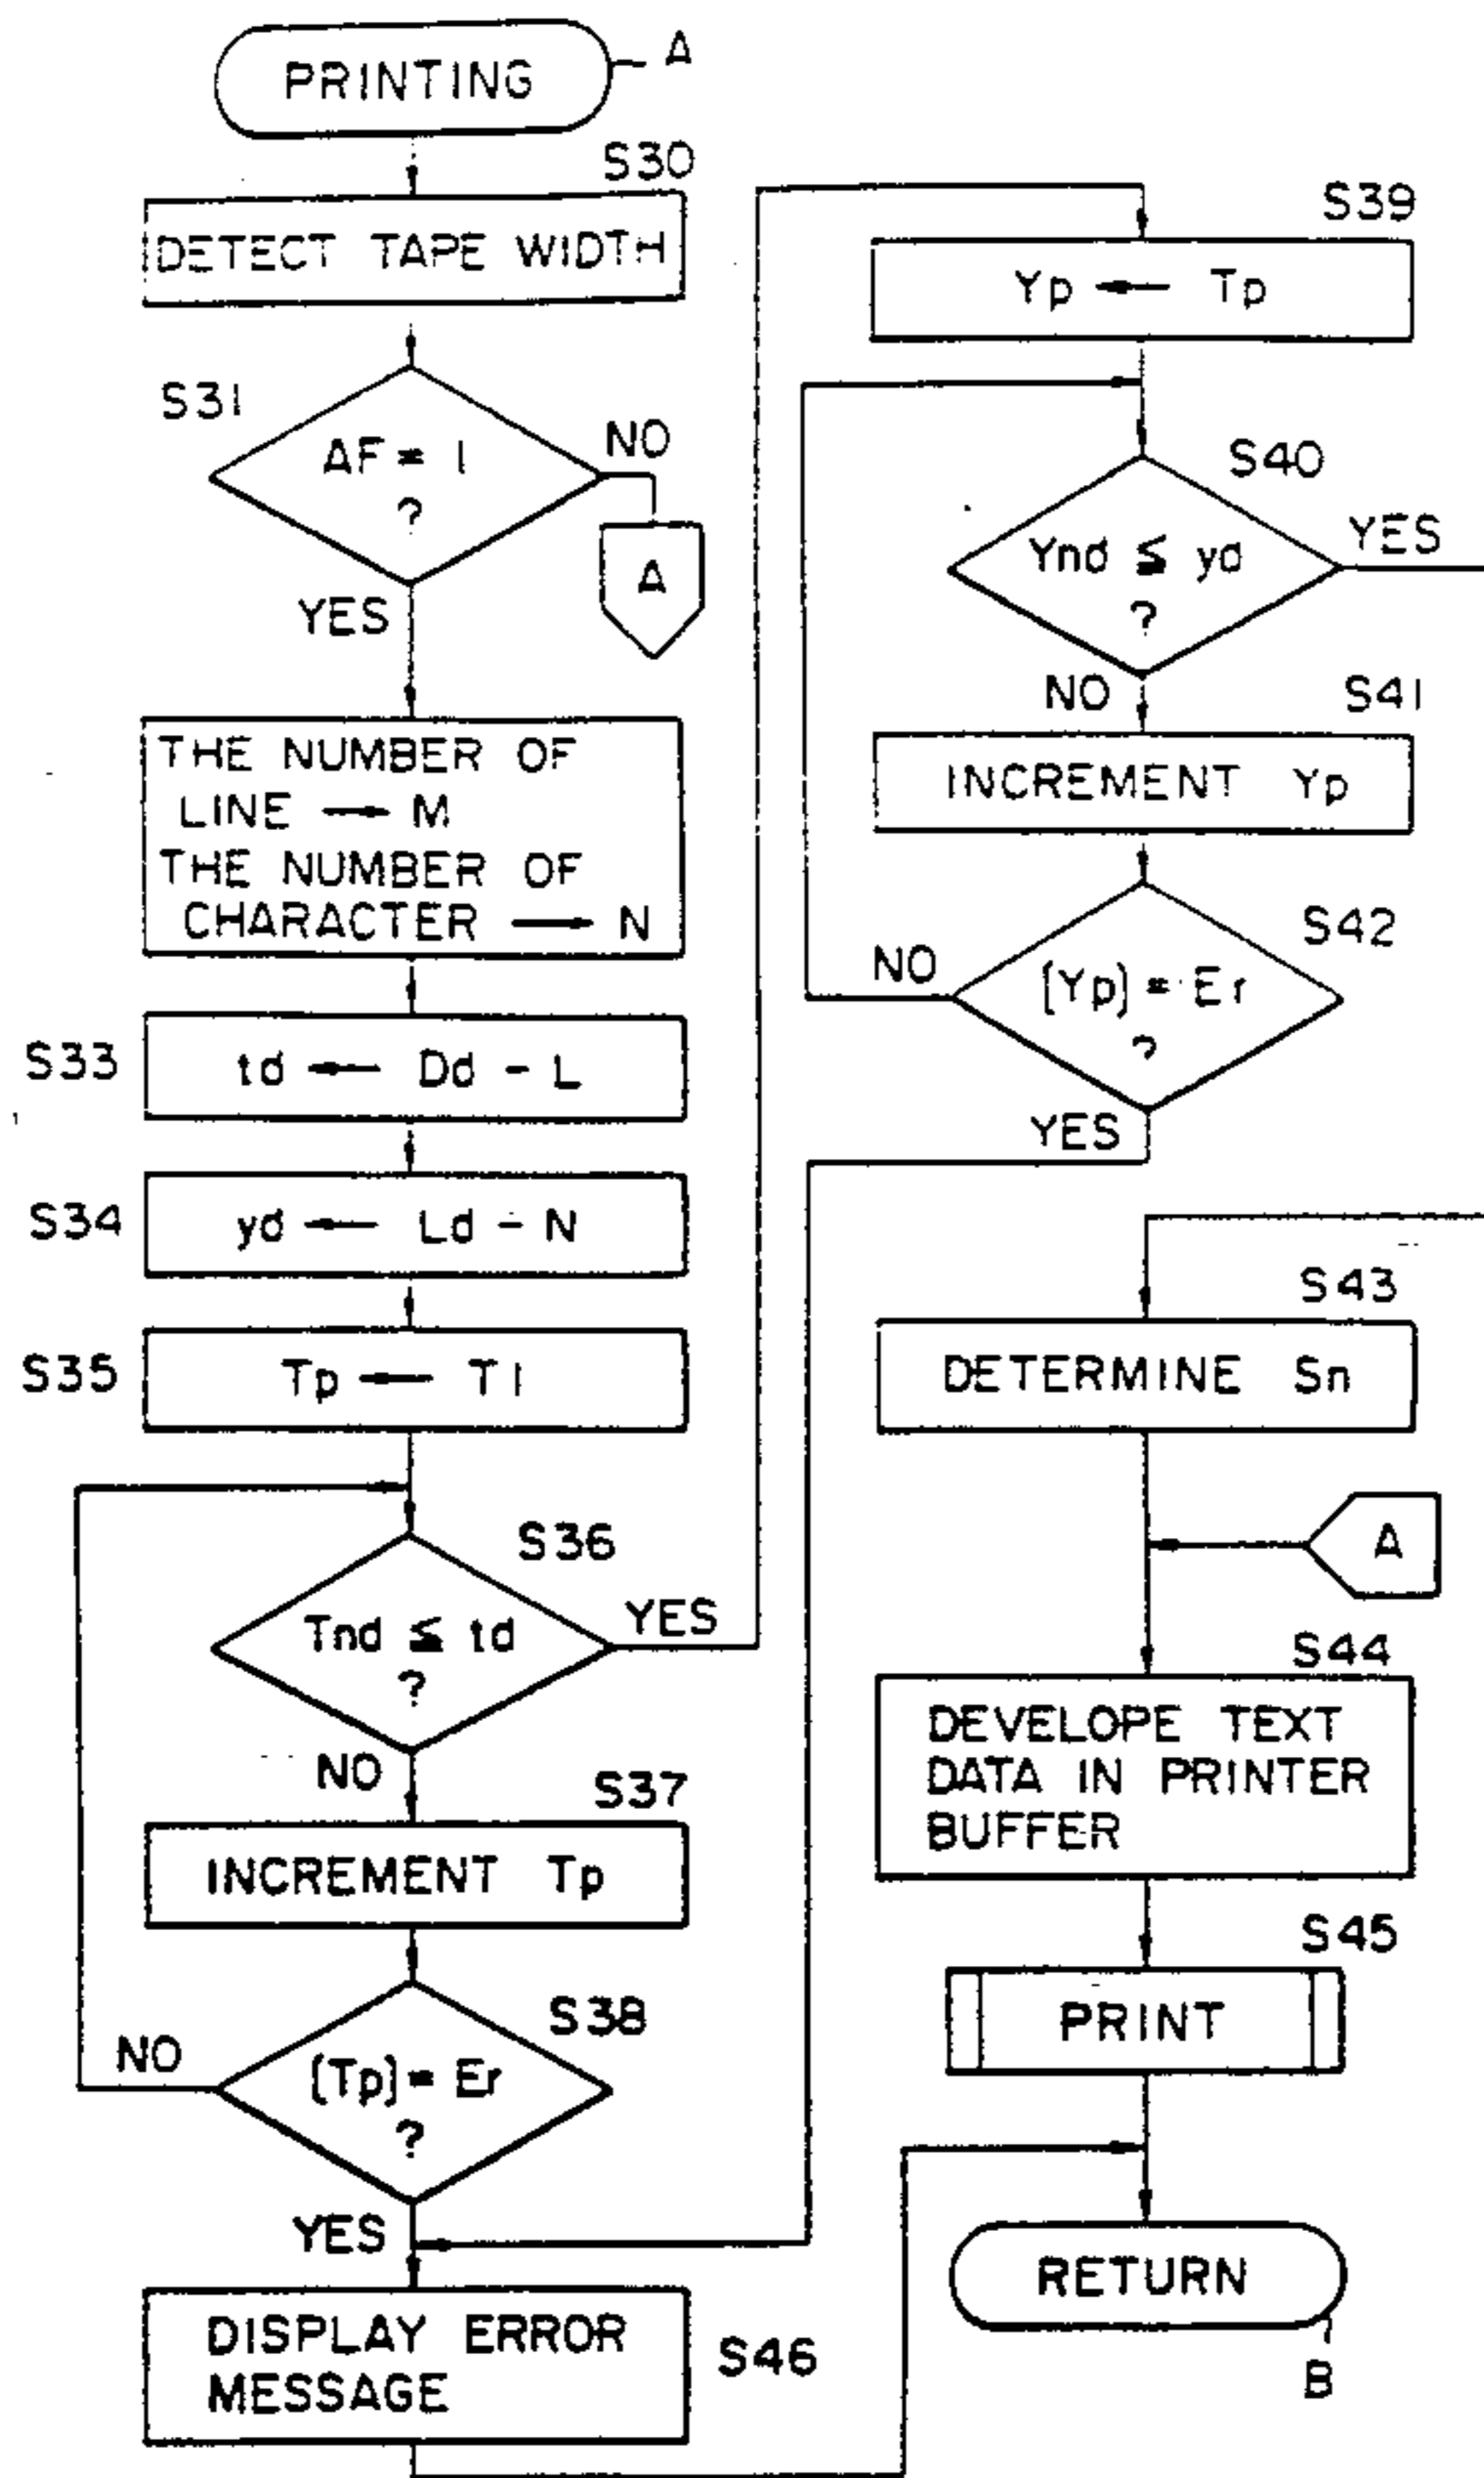 PRINTING
A
S30
DETECT TAPE WIDTH
S31
AF = 1
?
NO
A
YES
THE NUMBER OF
LINE → M
THE NUMBER OF
CHARACTER → N
S33
td ← Dd - L
S34
yd ← Ld - N
S35
Tp ← T1
S36
Tnd ≦ td
?
YES
NO
S37
INCREMENT Tp
S38
NO
(Tp) = Er
?
YES
DISPLAY ERROR
MESSAGE
S46
S39
Yp ← Tp
S40
Ynd ≦ yd
?
YES
NO
S41
INCREMENT Yp
S42
NO
(Yp) = Er
?
YES
S43
DETERMINE Sn
A
S44
DEVELOPE TEXT
DATA IN PRINTER
BUFFER
S45
PRINT
RETURN
B